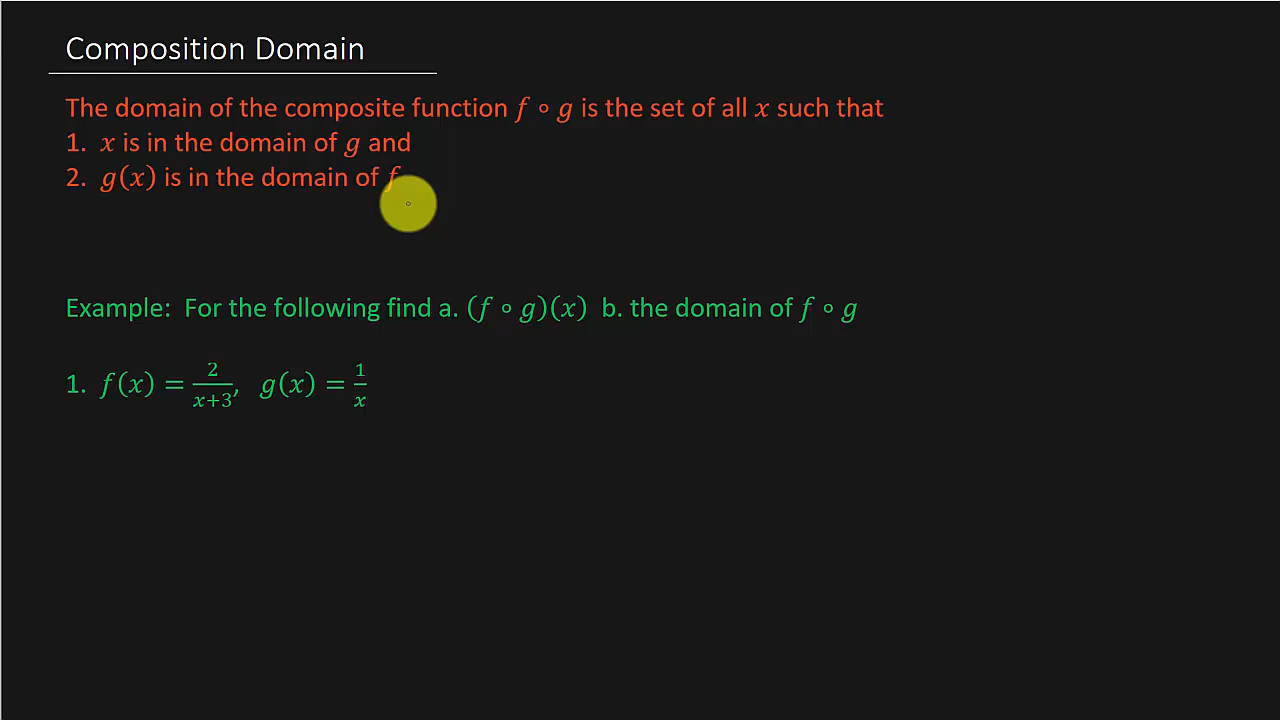 Composition Domain
The domain of the composite function f ∘ g is the set of all x such that
1. x is in the domain of g and
2. g(x) is in the domain of f
Example: For the following find a. (f ∘ g)(x) b. the domain of f ∘ g
1. f(x) = 2/(x+3), g(x) = 1/x